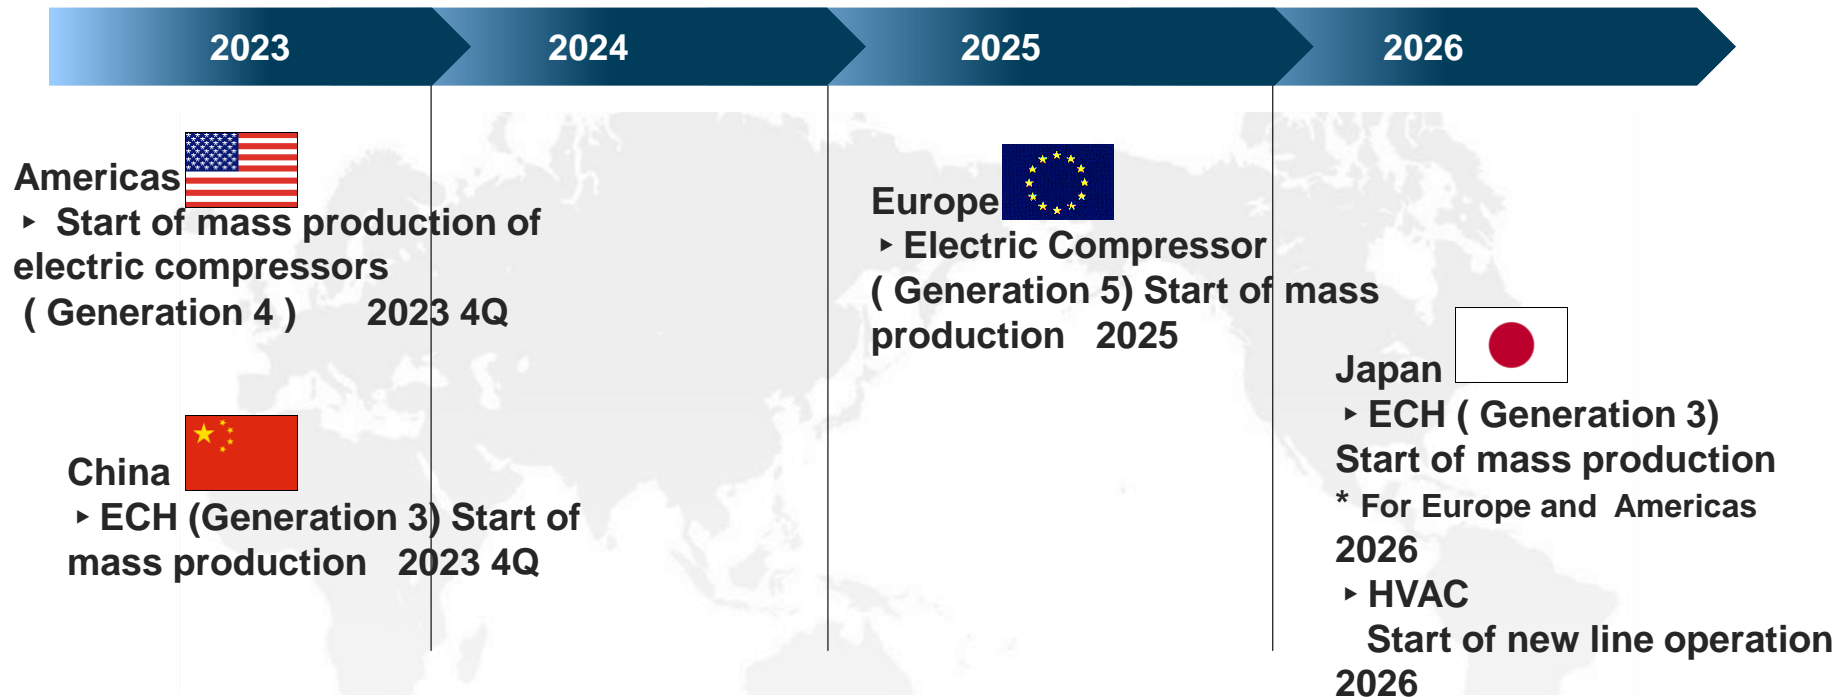 2023 2024 2025 2026
Americas
▸ Start of mass production of
electric compressors
( Generation 4 ) 2023 4Q
China
▸ ECH (Generation 3) Start of
mass production 2023 4Q
Europe
▸ Electric Compressor
( Generation 5) Start of mass
production 2025
Japan
▸ ECH ( Generation 3)
Start of mass production
* For Europe and Americas
2026
▸ HVAC
Start of new line operation
2026